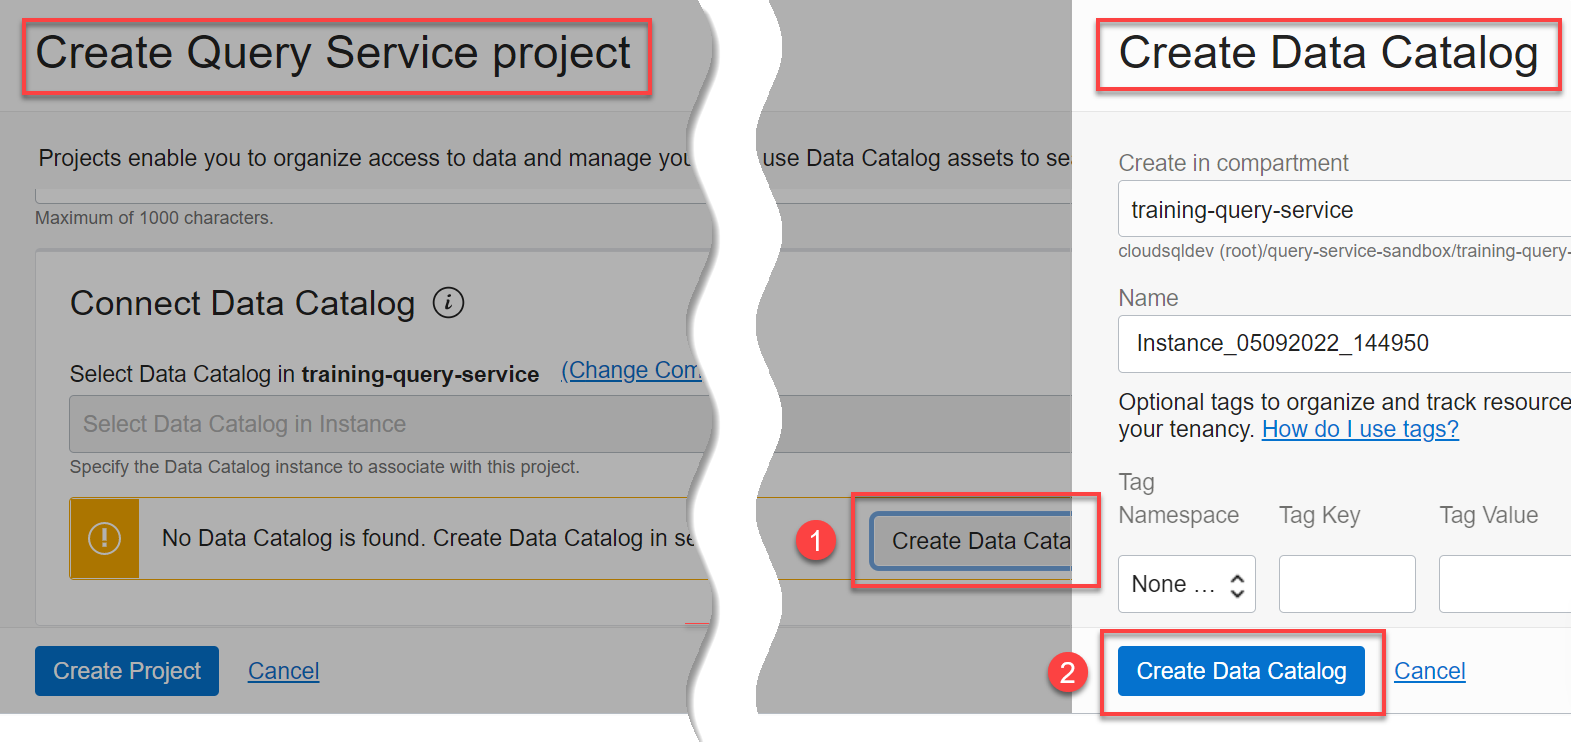 Create Query Service project
Projects enable you to organize access to data and manage you
use Data Catalog assets to se
Maximum of 1000 characters.
Connect Data Catalog i
Select Data Catalog in training-query-service (Change Com
Select Data Catalog in Instance
Specify the Data Catalog instance to associate with this project.
! No Data Catalog is found. Create Data Catalog in se
1 Create Data Cata
Create Project Cancel
Create Data Catalog
Create in compartment
training-query-service
cloudsqldev (root)/query-service-sandbox/training-query-
Name
Instance_05092022_144950
Optional tags to organize and track resource
your tenancy. How do I use tags?
Tag
Namespace Tag Key Tag Value
None ...
2 Create Data Catalog Cancel